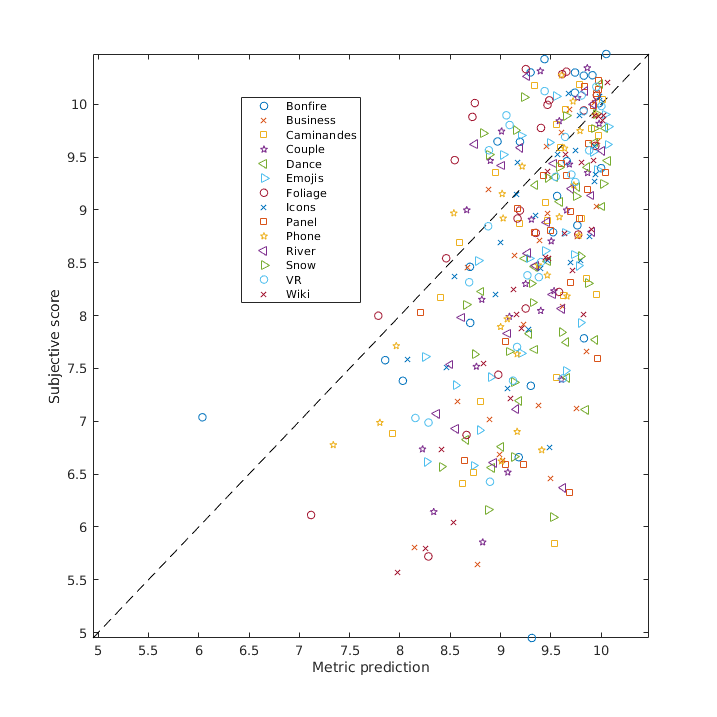 10
9.5
9
8.5
8
7.5
7
6.5
6
5.5
5
Subjective score
Bonfire
Business
Caminandes
Couple
Dance
Emojis
Foliage
Icons
Panel
Phone
River
Snow
VR
Wiki
5 5.5 6 6.5 7 7.5 8 8.5 9 9.5 10
Metric prediction